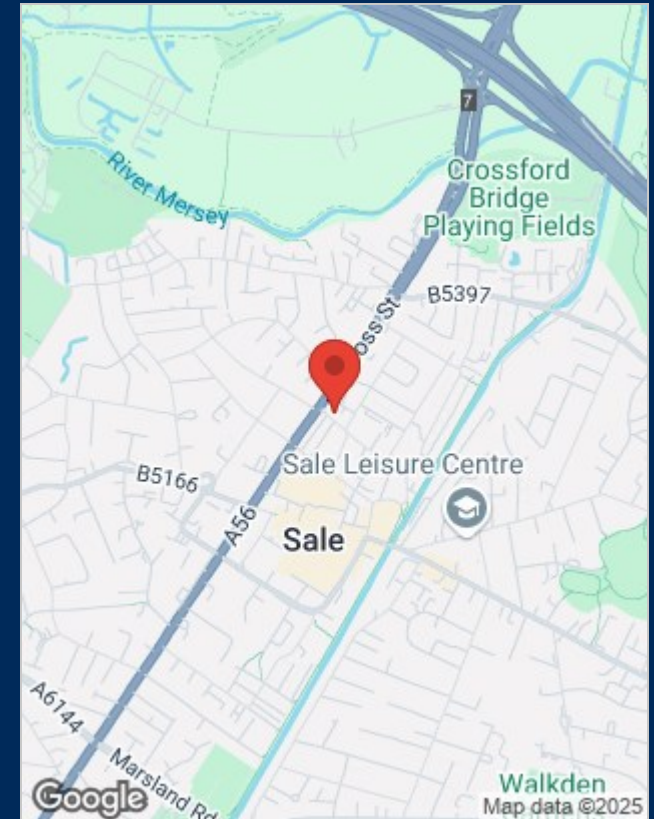 7
Crossford
Bridge
Playing Fields
River Mersey
B5397
oss St
Sale Leisure Centre
B5166
Sale
A56
A6144
Marsland Rd
Walkden
Google
Map data ©2025